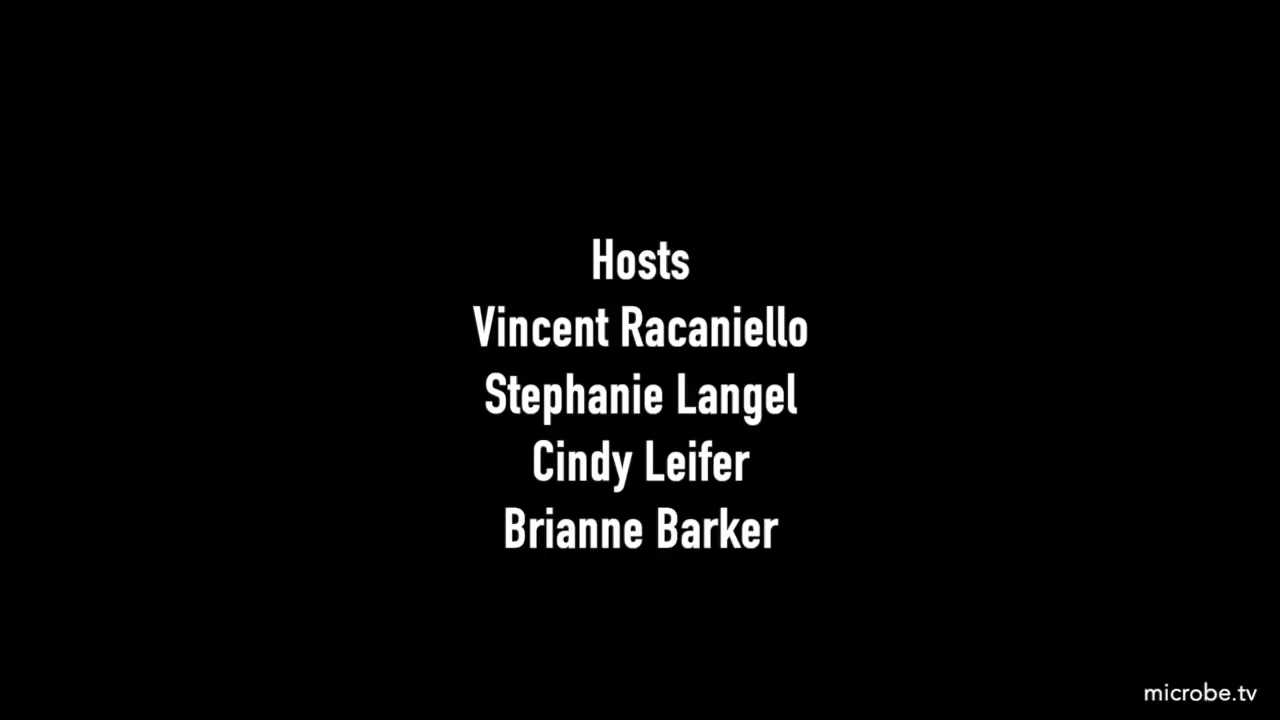 Hosts
Vincent Racaniello
Stephanie Langel
Cindy Leifer
Brianne Barker
microbe.tv